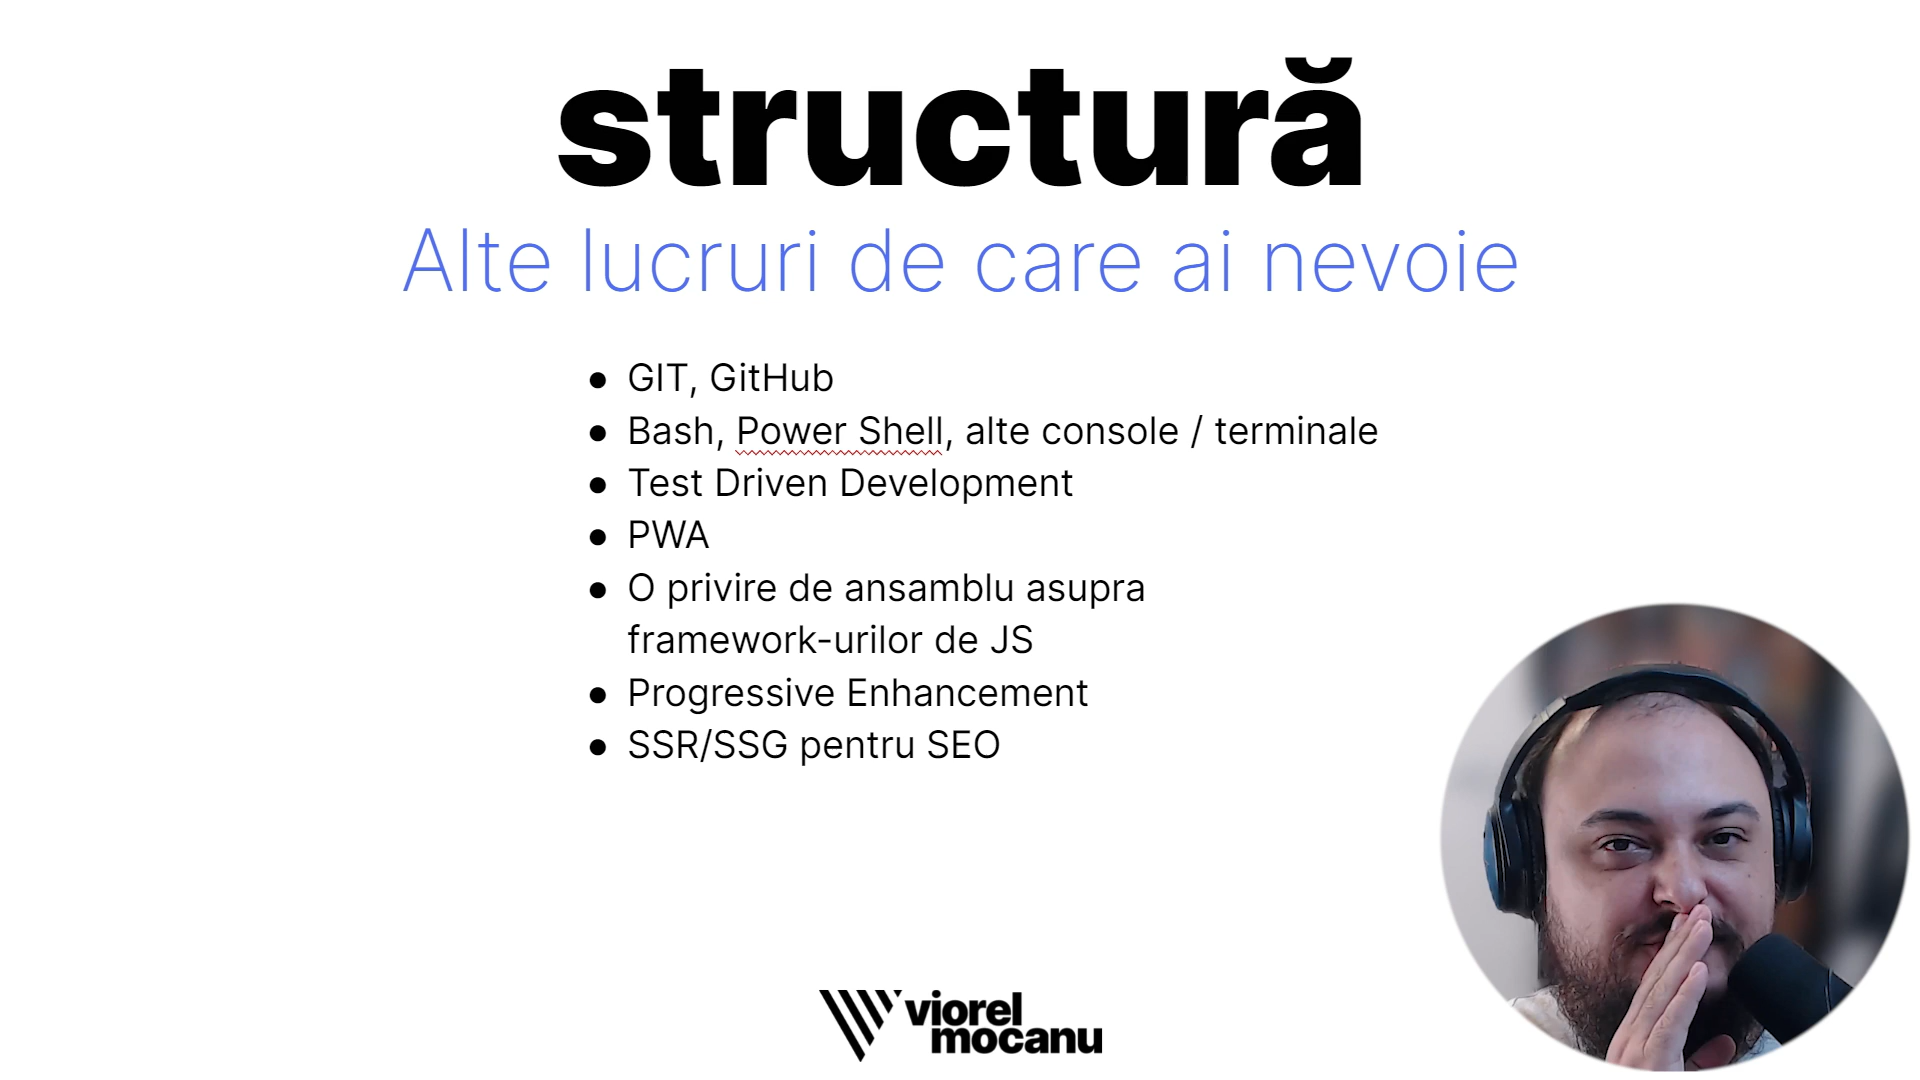 structură
Alte lucruri de care ai nevoie
● GIT, GitHub
● Bash, Power Shell, alte console / terminale
● Test Driven Development
● PWA
● O privire de ansamblu asupra
framework-urilor de JS
● Progressive Enhancement
● SSR/SSG pentru SEO
viorel
mocanu